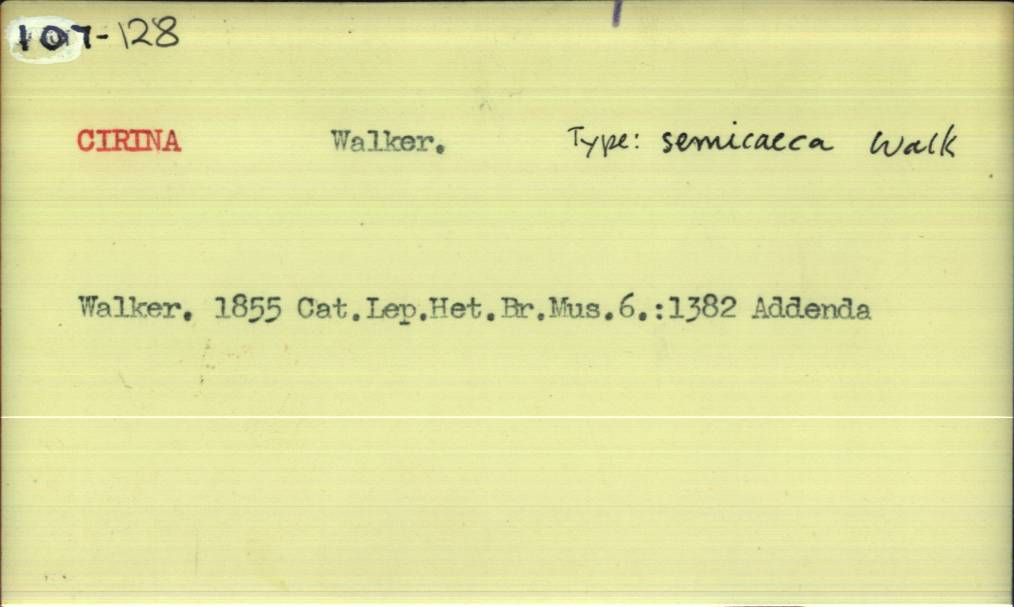 107-128
CIRINA Walker. Type: semicaeca Walk
Walker. 1855 Cat.Lep.Het.Br.Mus.6.:1382 Addenda